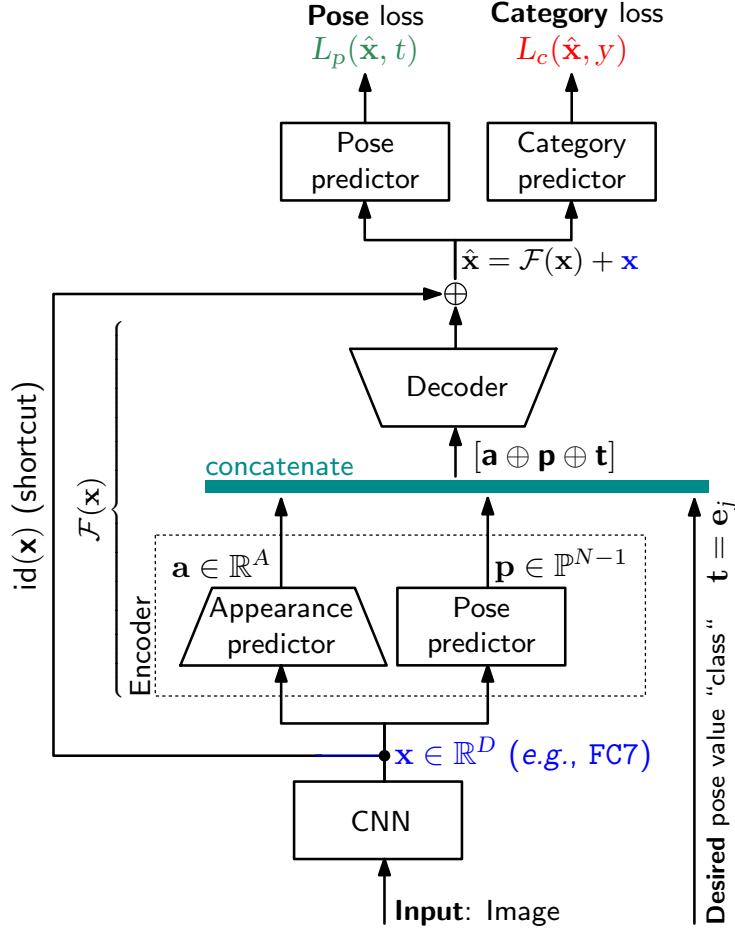 Pose loss
L_p(x̂, t)
Category loss
L_c(x̂, y)
Pose
predictor
Category
predictor
x̂ = ℱ(x) + x
⊕
Decoder
[a ⊕ p ⊕ t]
concatenate
id(x) (shortcut)
ℱ(x)
Encoder
a ∈ ℝ^A
p ∈ ℙ^{N−1}
Appearance
predictor
Pose
predictor
x ∈ ℝ^D (e.g., FC7)
CNN
Input: Image
Desired pose value “class“ t = e_j